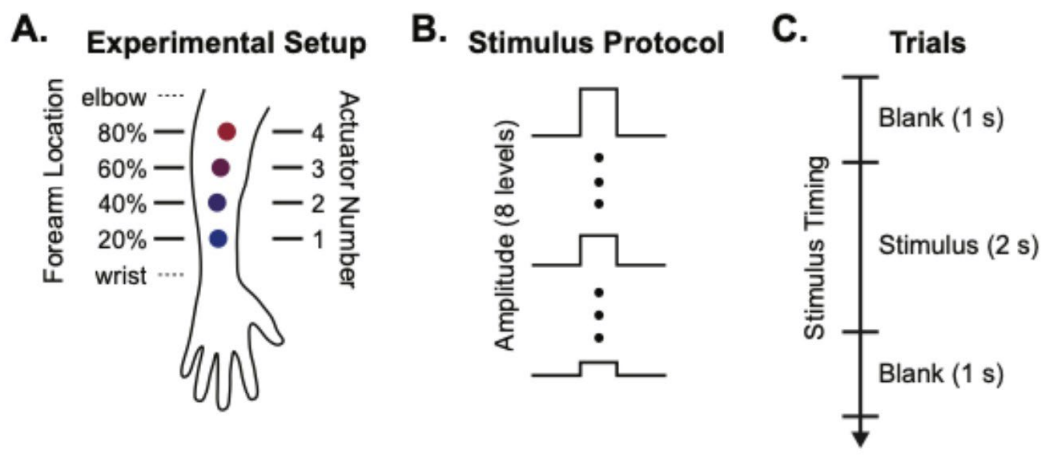 A.
Experimental Setup
Forearm Location
elbow
80%
60%
40%
20%
wrist
4
3
2
1
Actuator Number
B.
Stimulus Protocol
Amplitude (8 levels)
C.
Trials
Stimulus Timing
Blank (1 s)
Stimulus (2 s)
Blank (1 s)